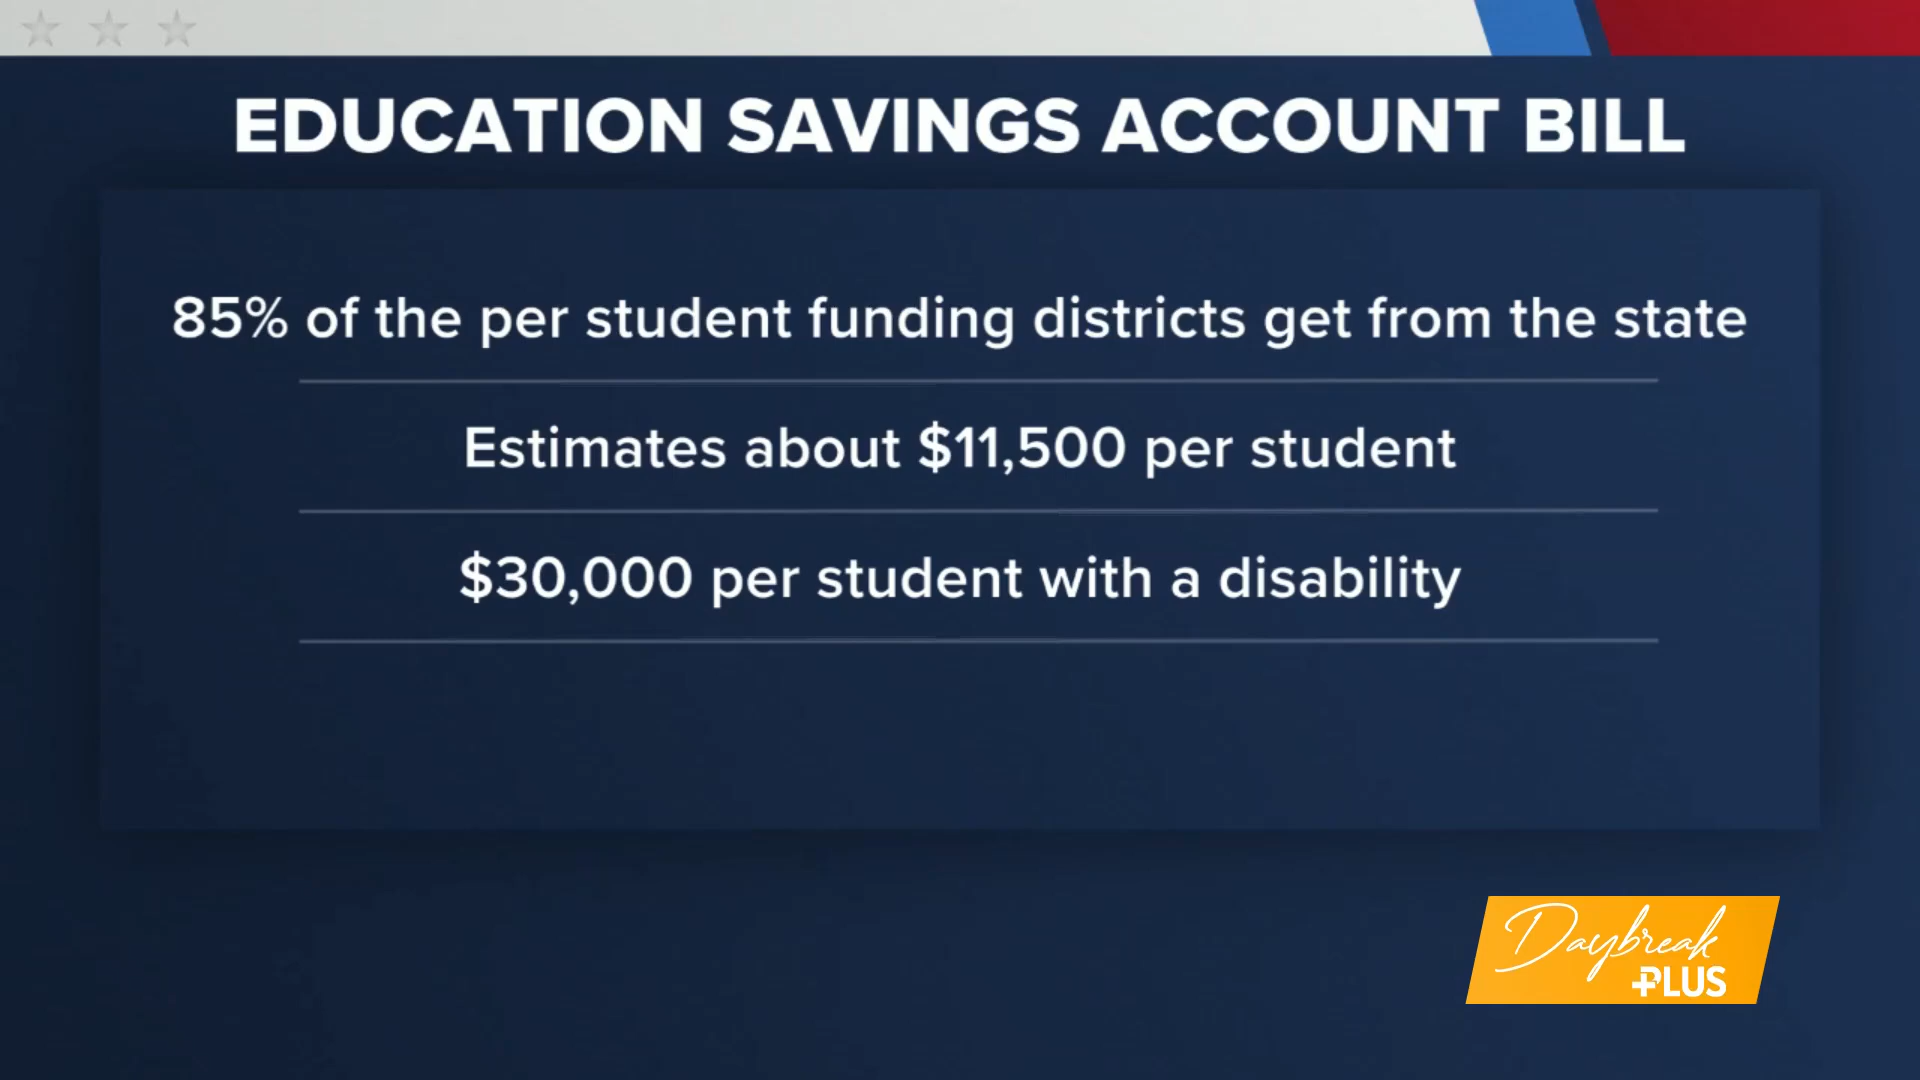 EDUCATION SAVINGS ACCOUNT BILL
85% of the per student funding districts get from the state
Estimates about $11,500 per student
$30,000 per student with a disability
Daybreak
PLUS